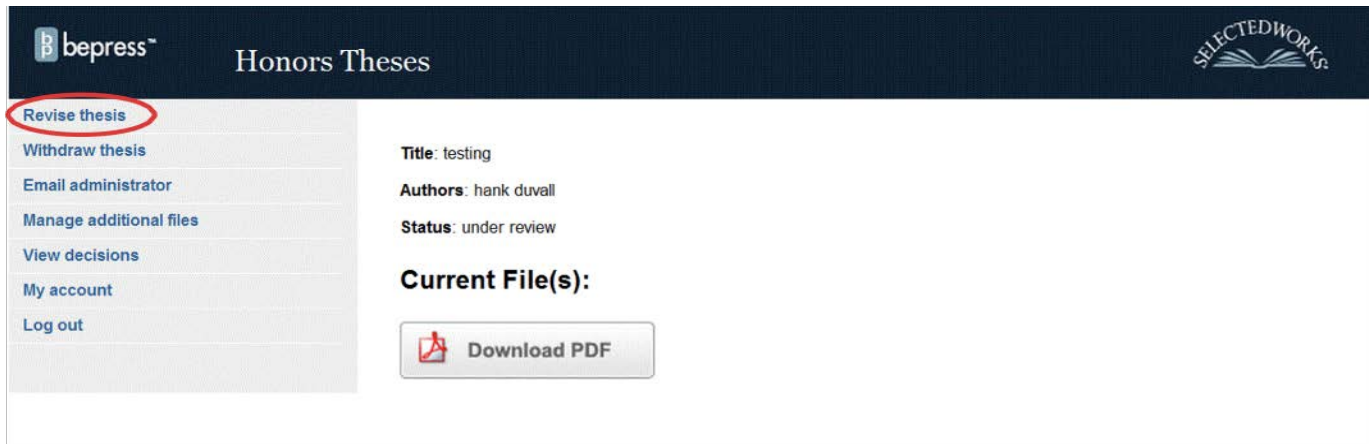 bepress™
Honors Theses
SELECTEDWORKS™
Revise thesis
Withdraw thesis
Email administrator
Manage additional files
View decisions
My account
Log out
Title: testing
Authors: hank duvall
Status: under review
Current File(s):
Download PDF